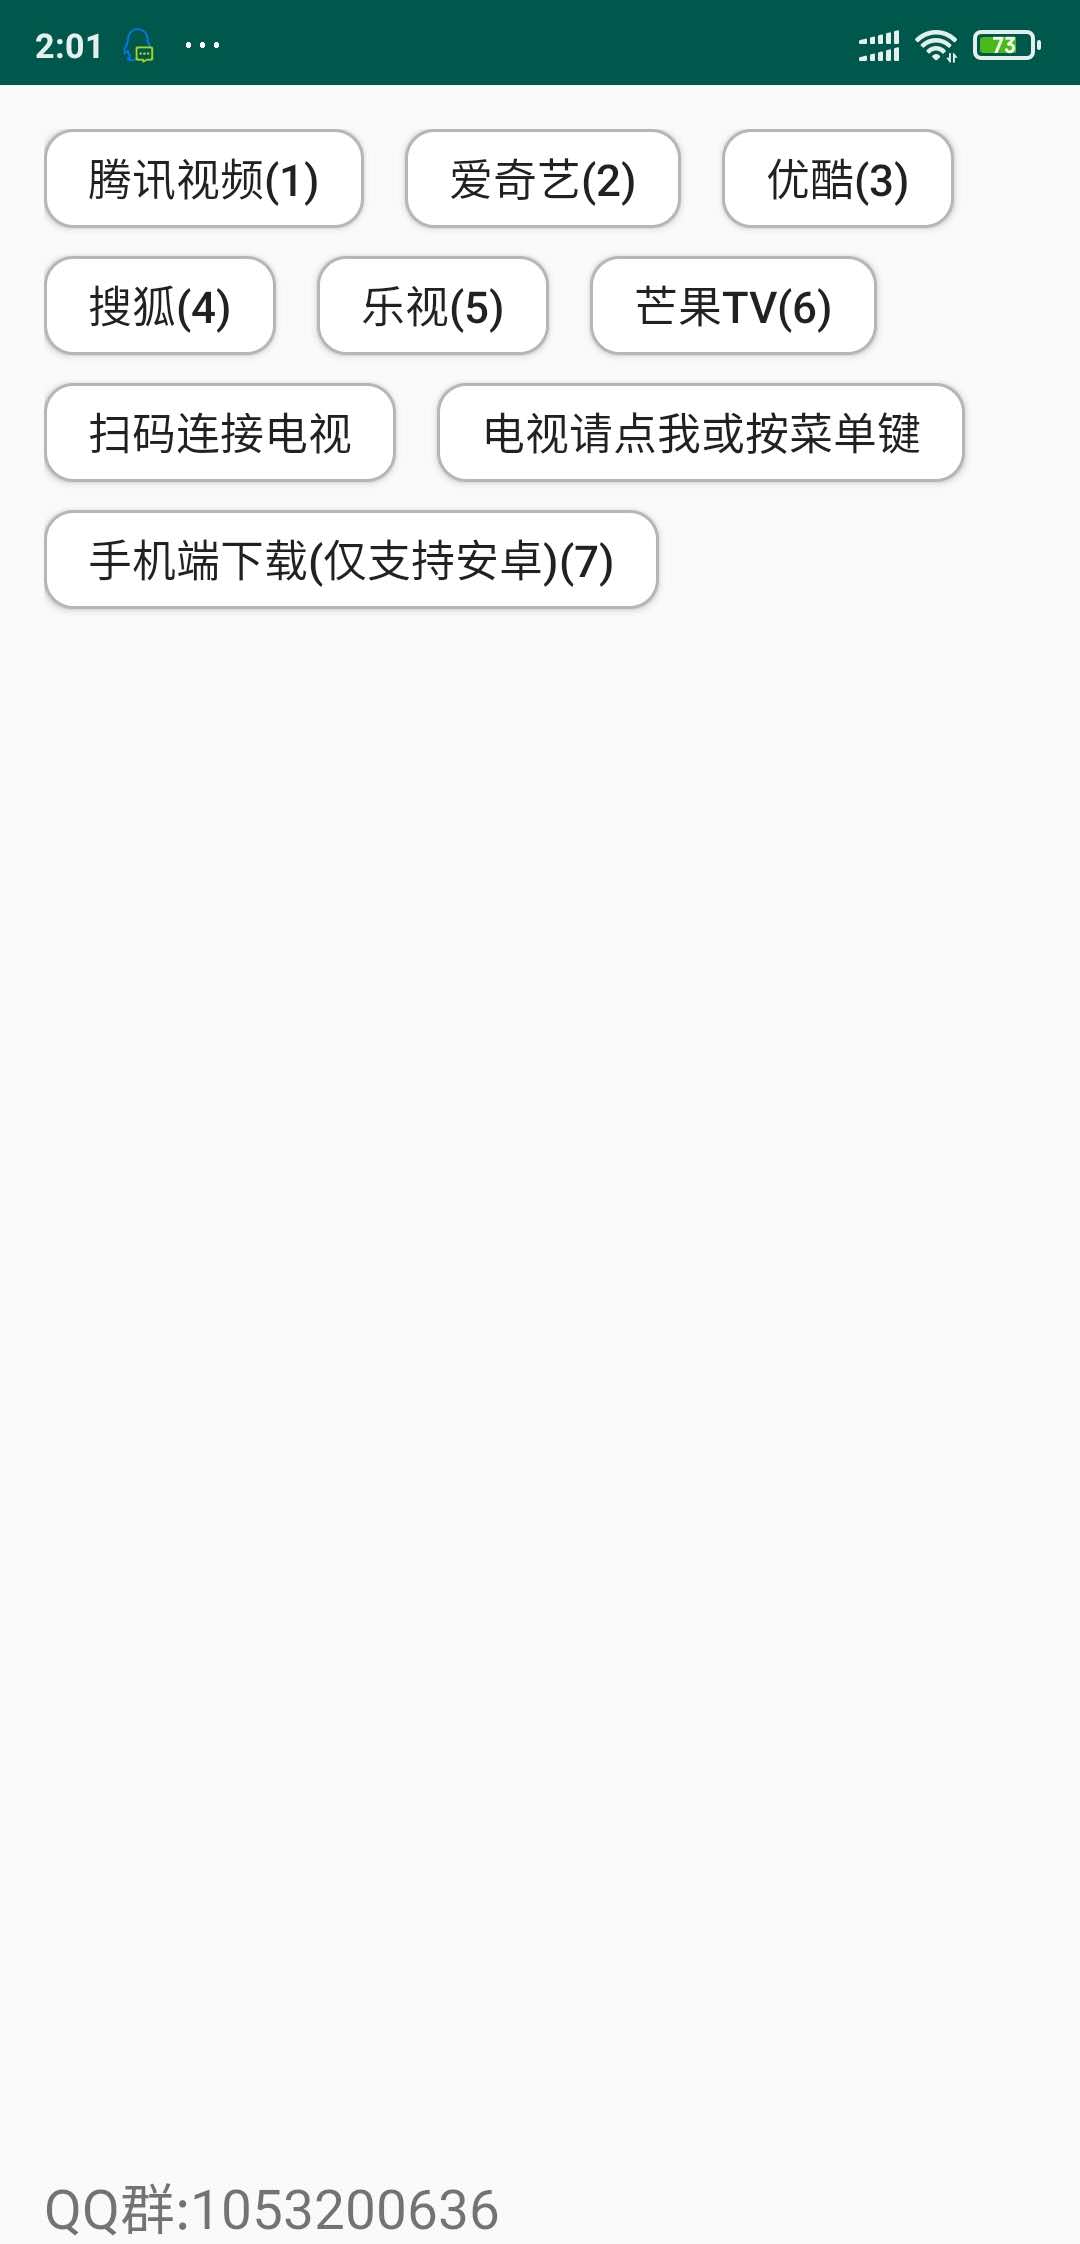 2:01 ... 73
腾讯视频(1) 爱奇艺(2) 优酷(3)
搜狐(4) 乐视(5) 芒果TV(6)
扫码连接电视 电视请点我或按菜单键
手机端下载(仅支持安卓)(7)
QQ群:1053200636